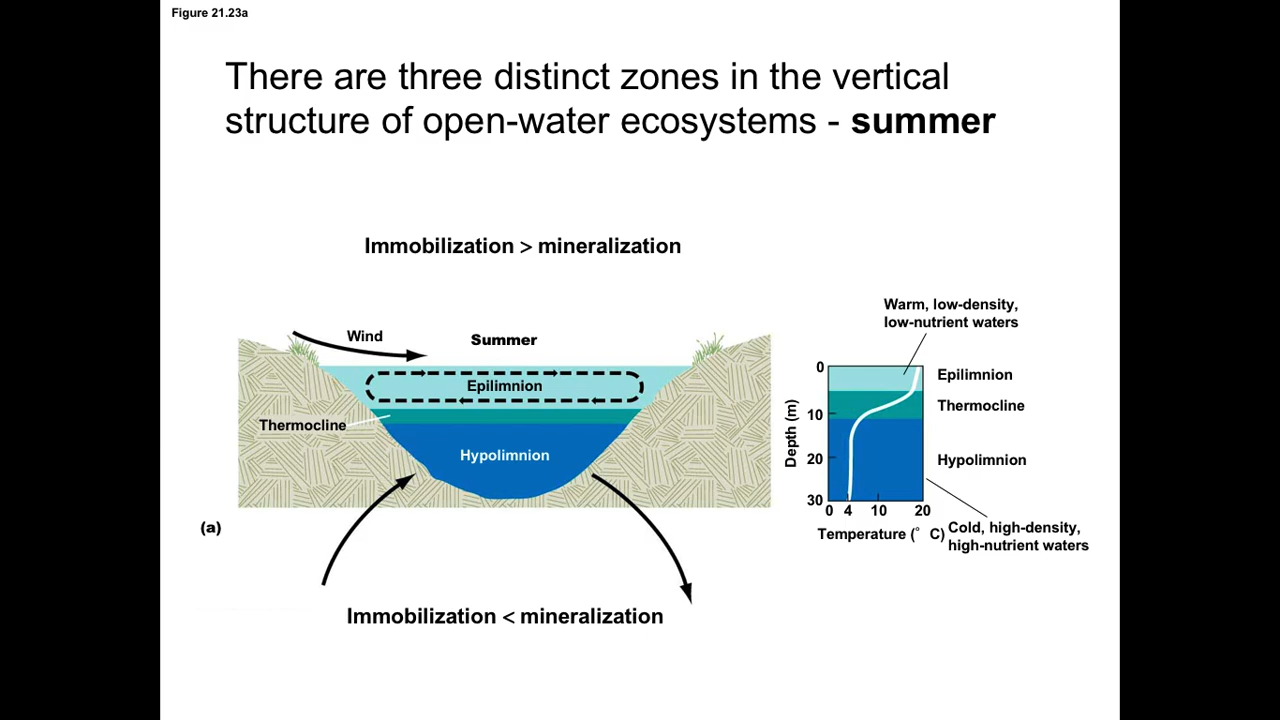 Figure 21.23a
There are three distinct zones in the vertical
structure of open-water ecosystems - summer
Immobilization > mineralization
Wind
Summer
Epilimnion
Thermocline
Hypolimnion
(a)
Immobilization < mineralization
Warm, low-density,
low-nutrient waters
0
10
20
30
Depth (m)
Epilimnion
Thermocline
Hypolimnion
0 4 10 20
Temperature (° C)
Cold, high-density,
high-nutrient waters